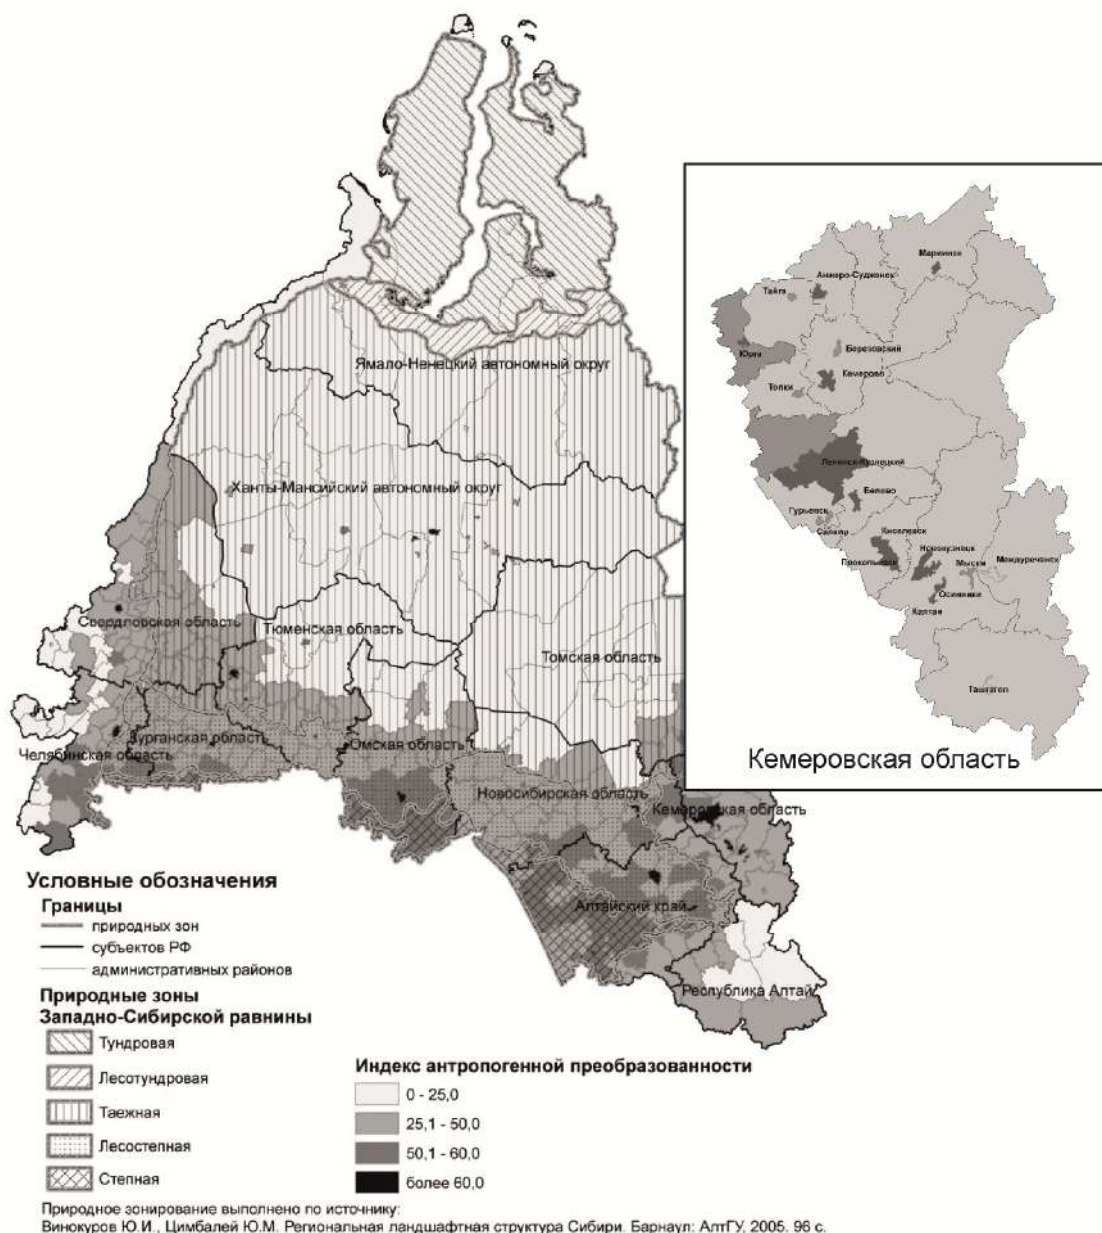 Ямало-Ненецкий автономный округ
Ханты-Мансийский автономный округ
Свердловская область
Тюменская область
Томская область
Челябинская область
Курганская область
Омская область
Новосибирская область
Кемеровская область
Алтайский край
Республика Алтай
Мариинск
Анжеро-Судженск
Тайга
Юрга
Березовский
Кемерово
Топки
Ленинск-Кузнецкий
Белово
Гурьевск
Салаир
Киселевск
Новокузнецк
Прокопьевск
Мыски
Междуреченск
Осинники
Калтан
Таштагол
Кемеровская область
Условные обозначения
Границы
природных зон
субъектов РФ
административных районов
Природные зоны
Западно-Сибирской равнины
Тундровая
Лесотундровая
Таежная
Лесостепная
Степная
Индекс антропогенной преобразованности
0 - 25,0
25,1 - 50,0
50,1 - 60,0
более 60,0
Природное зонирование выполнено по источнику:
Винокуров Ю.И., Цимбалей Ю.М. Региональная ландшафтная структура Сибири. Барнаул: АлтГУ, 2005. 96 с.